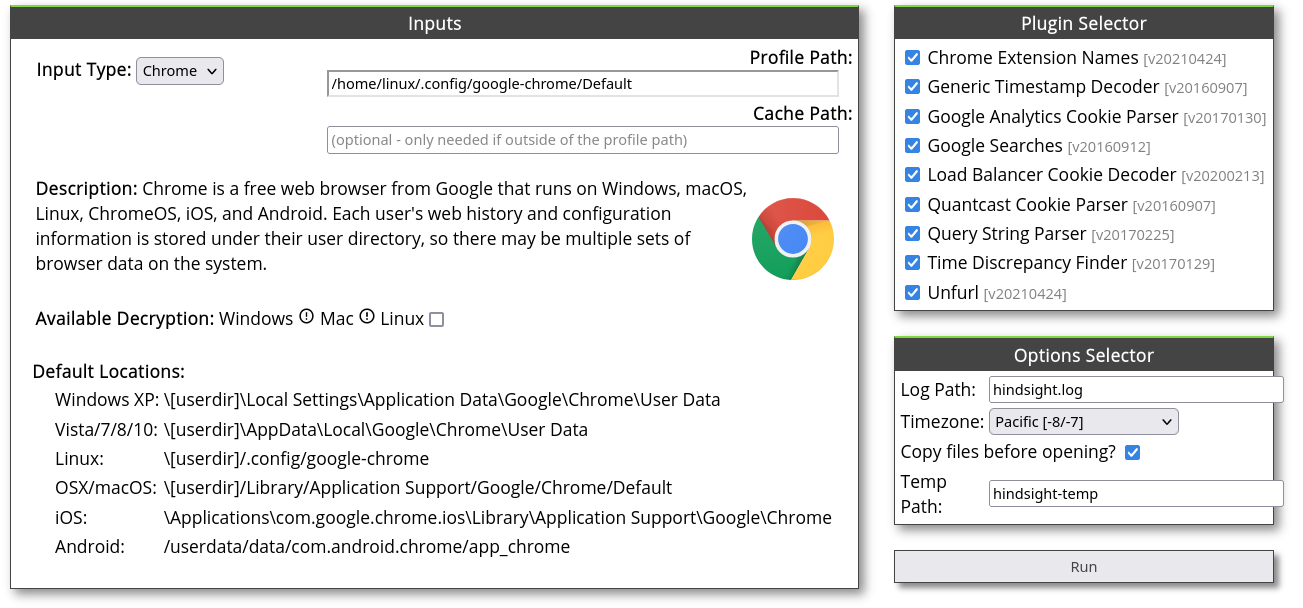 Inputs
Input Type: Chrome
Profile Path:
/home/linux/.config/google-chrome/Default
Cache Path:
(optional - only needed if outside of the profile path)
Description: Chrome is a free web browser from Google that runs on Windows, macOS,
Linux, ChromeOS, iOS, and Android. Each user's web history and configuration
information is stored under their user directory, so there may be multiple sets of
browser data on the system.
Available Decryption: Windows Mac Linux
Default Locations:
Windows XP: \[userdir]\Local Settings\Application Data\Google\Chrome\User Data
Vista/7/8/10: \[userdir]\AppData\Local\Google\Chrome\User Data
Linux: \[userdir]/.config/google-chrome
OSX/macOS: \[userdir]/Library/Application Support/Google/Chrome/Default
iOS: \Applications\com.google.chrome.ios\Library\Application Support\Google\Chrome
Android: /userdata/data/com.android.chrome/app_chrome
Plugin Selector
Chrome Extension Names [v20210424]
Generic Timestamp Decoder [v20160907]
Google Analytics Cookie Parser [v20170130]
Google Searches [v20160912]
Load Balancer Cookie Decoder [v20200213]
Quantcast Cookie Parser [v20160907]
Query String Parser [v20170225]
Time Discrepancy Finder [v20170129]
Unfurl [v20210424]
Options Selector
Log Path: hindsight.log
Timezone: Pacific [-8/-7]
Copy files before opening?
Temp
Path: hindsight-temp
Run